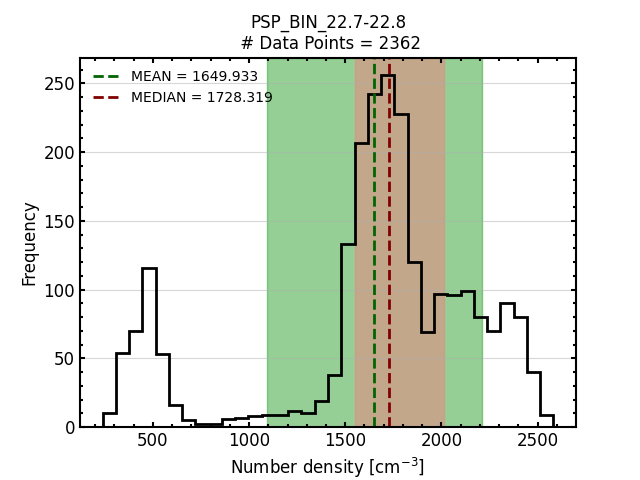 PSP_BIN_22.7-22.8
# Data Points = 2362
MEAN = 1649.933
MEDIAN = 1728.319
250
200
150
100
50
0
Frequency
500
1000
1500
2000
2500
Number density [cm⁻³]